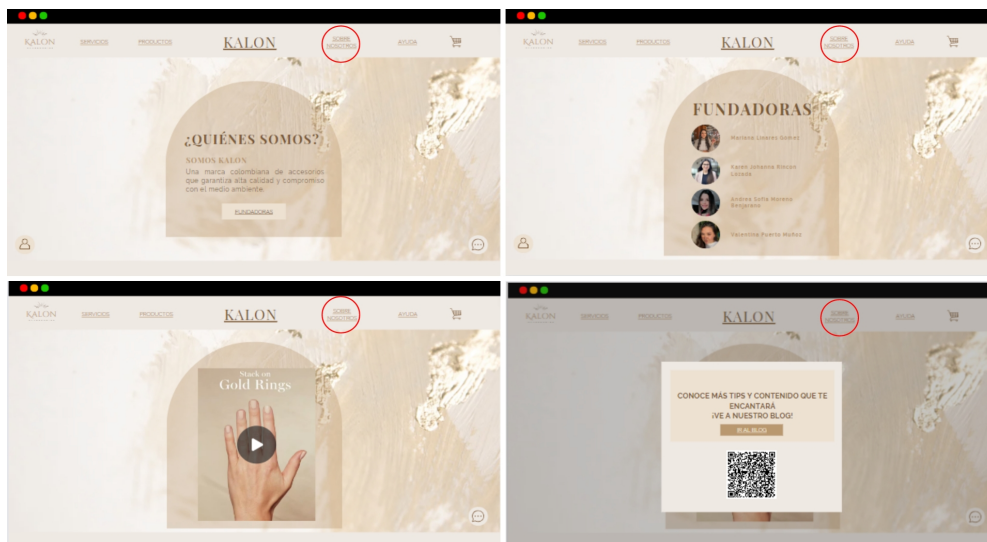 KALON
SERVICIOS
PRODUCTOS
KALON
SOBRE
NOSOTROS
AYUDA
¿QUIÉNES SOMOS?
SOMOS KALON
Una marca colombiana de accesorios
que garantiza alta calidad y compromiso
con el medio ambiente.
FUNDADORAS
KALON
SERVICIOS
PRODUCTOS
KALON
SOBRE
NOSOTROS
AYUDA
FUNDADORAS
Mariana Linares Gómez
Karen Johanna Rincon
Lozada
Andrea Sofia Moreno
Benjarano
Valentina Puerto Muñoz
KALON
SERVICIOS
PRODUCTOS
KALON
SOBRE
NOSOTROS
AYUDA
Stack on
Gold Rings
KALON
SERVICIOS
PRODUCTOS
KALON
SOBRE
NOSOTROS
AYUDA
CONOCE MÁS TIPS Y CONTENIDO QUE TE
ENCANTARÁ
¡VE A NUESTRO BLOG!
IR AL BLOG